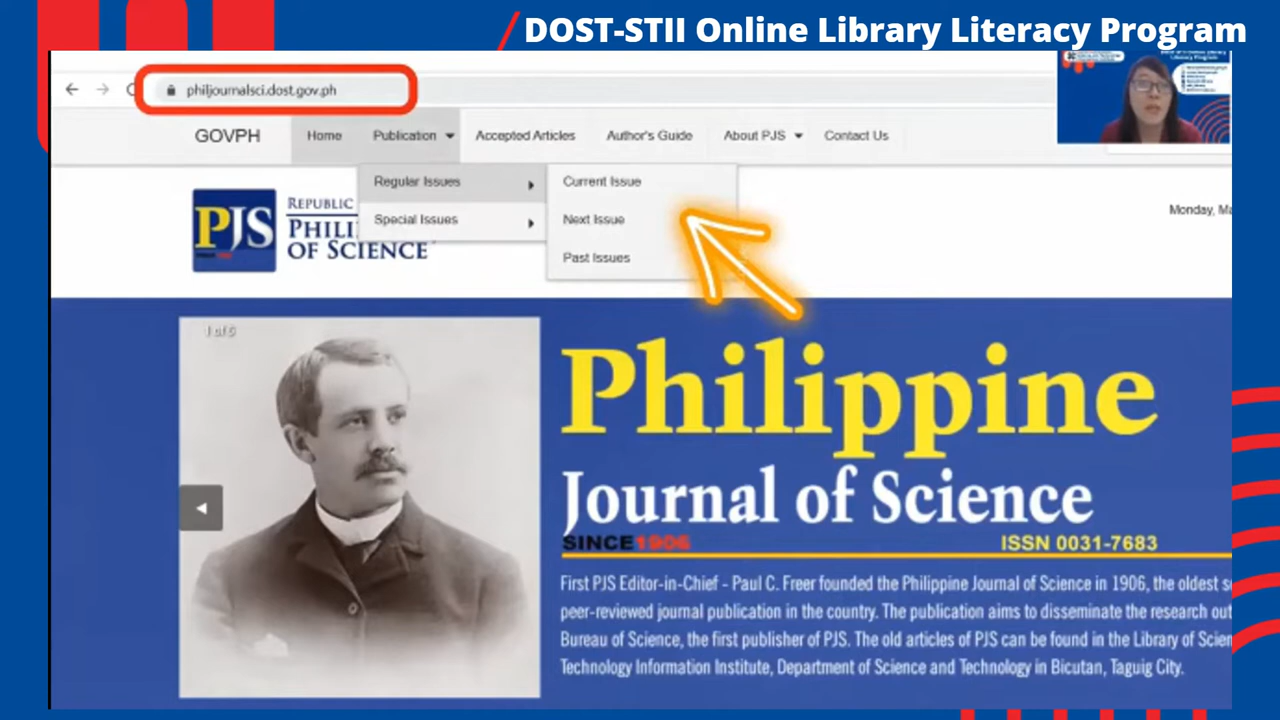 DOST-STII Online Library Literacy Program
philjournalsci.dost.gov.ph
GOVPH Home Publication Accepted Articles Author's Guide About PJS Contact Us
Regular Issues
Special Issues
Current Issue
Next Issue
Past Issues
PJS
REPUBLIC
PHILI
OF SCIENCE
Monday,
1 of 6
Philippine
Journal of Science
SINCE 1906
ISSN 0031-7683
First PJS Editor-in-Chief - Paul C. Freer founded the Philippine Journal of Science in 1906, the oldest
peer-reviewed journal publication in the country. The publication aims to disseminate the research
Bureau of Science, the first publisher of PJS. The old articles of PJS can be found in the Library of
Technology Information Institute, Department of Science and Technology in Bicutan, Taguig City.